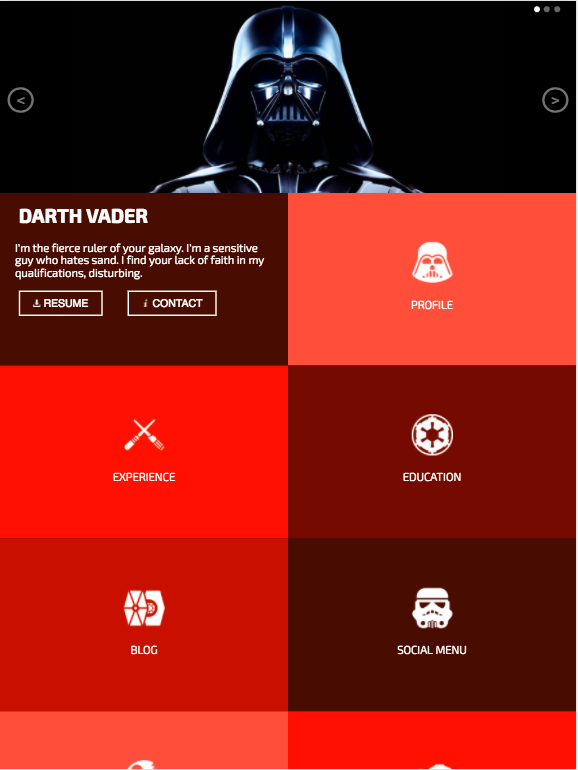 <
>
DARTH VADER
I'm the fierce ruler of your galaxy. I'm a sensitive
guy who hates sand. I find your lack of faith in my
qualifications, disturbing.
RESUME
i CONTACT
PROFILE
EXPERIENCE
EDUCATION
BLOG
SOCIAL MENU